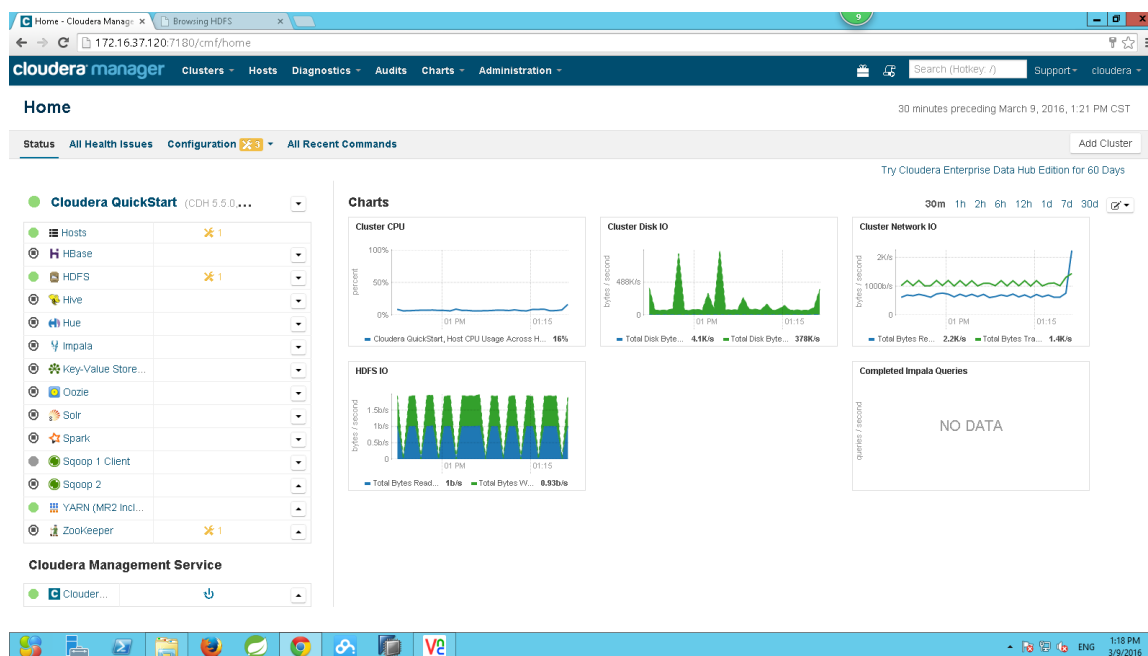 Home - Cloudera Manage × Browsing HDFS ×
9
172.16.37.120:7180/cmf/home
cloudera manager Clusters Hosts Diagnostics Audits Charts Administration Search (Hotkey: /) Support cloudera
Home 30 minutes preceding March 9, 2016, 1:21 PM CST
Status All Health Issues Configuration 3 All Recent Commands Add Cluster
Try Cloudera Enterprise Data Hub Edition for 60 Days
Cloudera QuickStart (CDH 5.5.0,...
Hosts 1
HBase
HDFS 1
Hive
Hue
Impala
Key-Value Store...
Oozie
Solr
Spark
Sqoop 1 Client
Sqoop 2
YARN (MR2 Incl...
ZooKeeper 1
Cloudera Management Service
C Clouder...
Charts 30m 1h 2h 6h 12h 1d 7d 30d
Cluster CPU
percent
100%
50%
0%
01 PM 01:15
Cloudera QuickStart, Host CPU Usage Across H... 16%
Cluster Disk IO
bytes / second
488K/s
0
01 PM 01:15
Total Disk Byte... 4.1K/s Total Disk Byte... 378K/s
Cluster Network IO
bytes / second
2K/s
1000b/s
0
01 PM 01:15
Total Bytes Re... 2.2K/s Total Bytes Tra... 1.4K/s
HDFS IO
bytes / second
1.5b/s
1b/s
0.5b/s
0
01 PM 01:15
Total Bytes Read... 1b/s Total Bytes W... 0.93b/s
Completed Impala Queries
queries / second
NO DATA
ENG 1:18 PM
3/9/2016